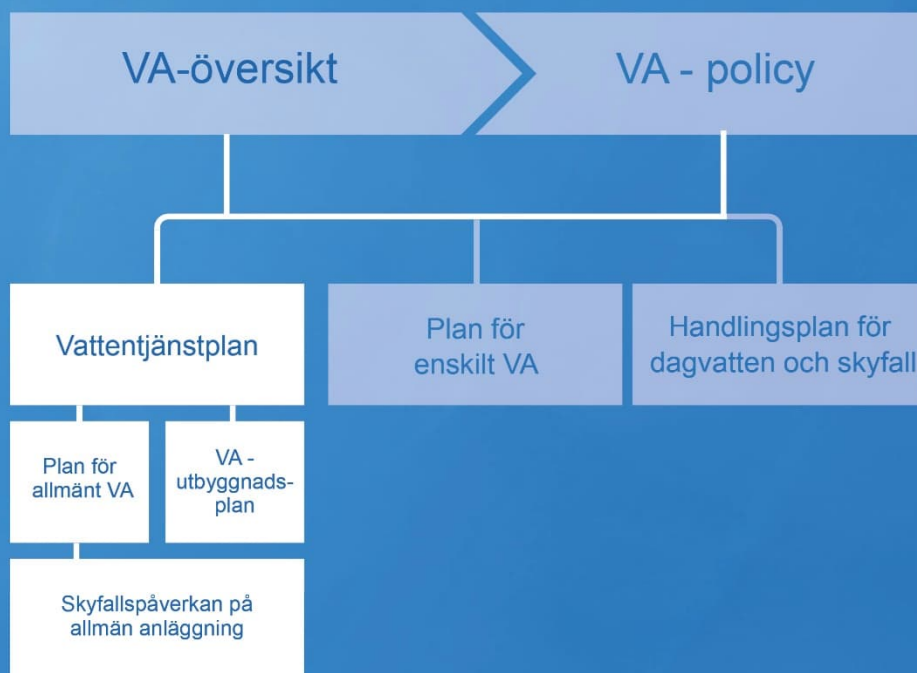 VA-översikt
VA - policy
Vattentjänstplan
Plan för
enskilt VA
Handlingsplan för
dagvatten och skyfall
Plan för
allmänt VA
VA -
utbyggnads-
plan
Skyfallspåverkan på
allmän anläggning